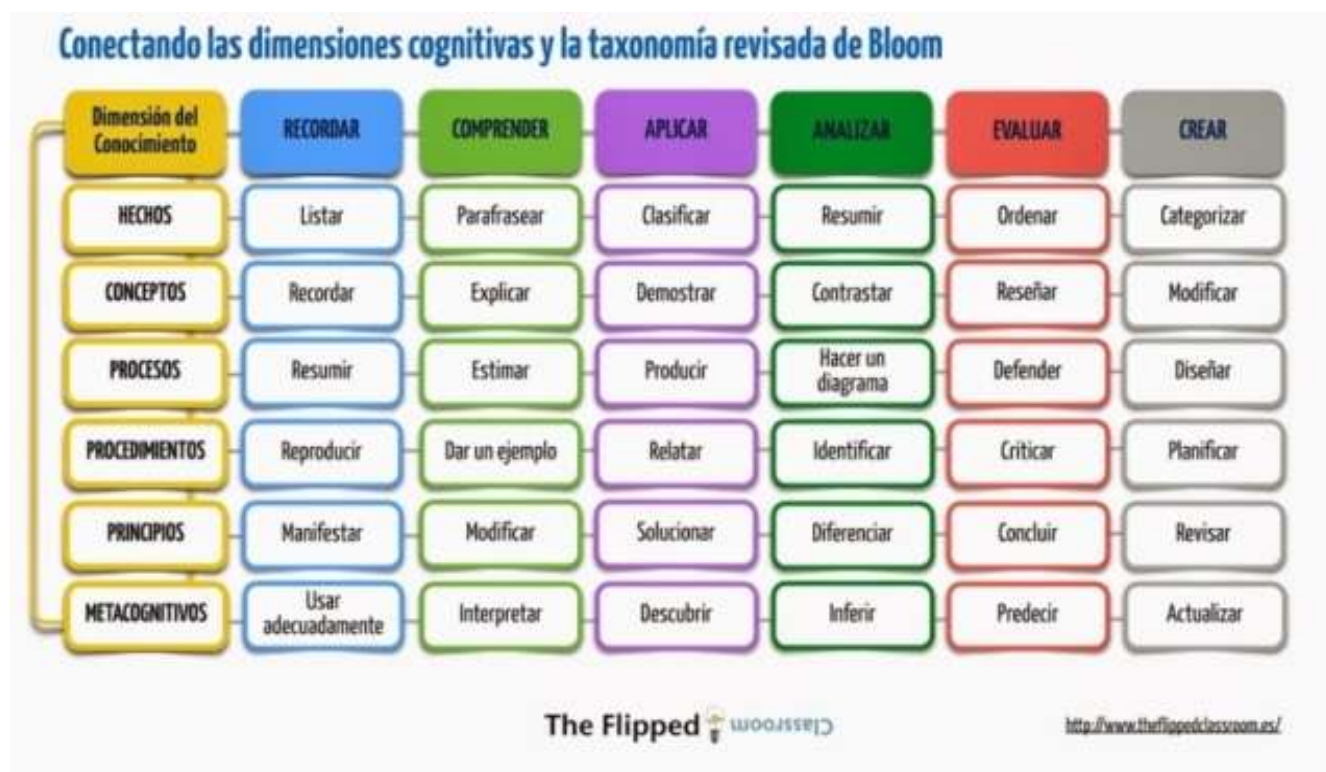 Conectando las dimensiones cognitivas y la taxonomía revisada de Bloom
Dimensión del
Conocimiento
RECORDAR
COMPRENDER
APLICAR
ANALIZAR
EVALUAR
CREAR
HECHOS
Listar
Parafrasear
Clasificar
Resumir
Ordenar
Categorizar
CONCEPTOS
Recordar
Explicar
Demostrar
Contrastar
Reseñar
Modificar
PROCESOS
Resumir
Estimar
Producir
Hacer un
diagrama
Defender
Diseñar
PROCEDIMIENTOS
Reproducir
Dar un ejemplo
Relatar
Identificar
Criticar
Planificar
PRINCIPIOS
Manifestar
Modificar
Solucionar
Diferenciar
Concluir
Revisar
METACOGNITIVOS
Usar
adecuadamente
Interpretar
Descubrir
Inferir
Predecir
Actualizar
The Flipped Classroom
http://www.theflippedclassroom.es/